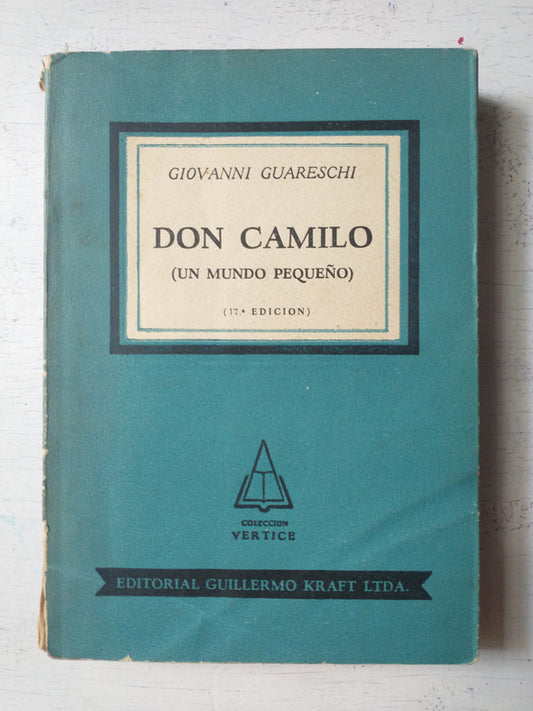 GIOVANNI GUARESCHI
DON CAMILO
(UN MUNDO PEQUEÑO)
(17.ª EDICION)
COLECCION
VERTICE
EDITORIAL GUILLERMO KRAFT LTDA.